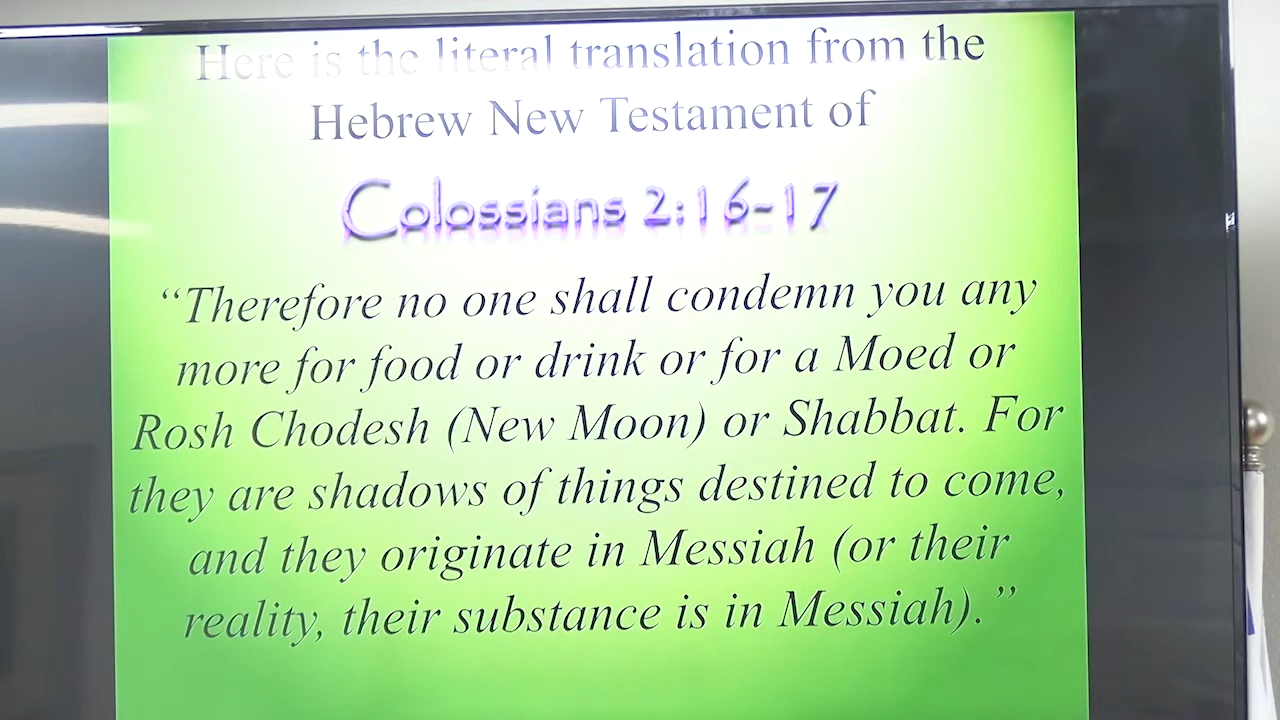 Here is the literal translation from the
Hebrew New Testament of
Colossians 2:16-17
“Therefore no one shall condemn you any
more for food or drink or for a Moed or
Rosh Chodesh (New Moon) or Shabbat. For
they are shadows of things destined to come,
and they originate in Messiah (or their
reality, their substance is in Messiah).”